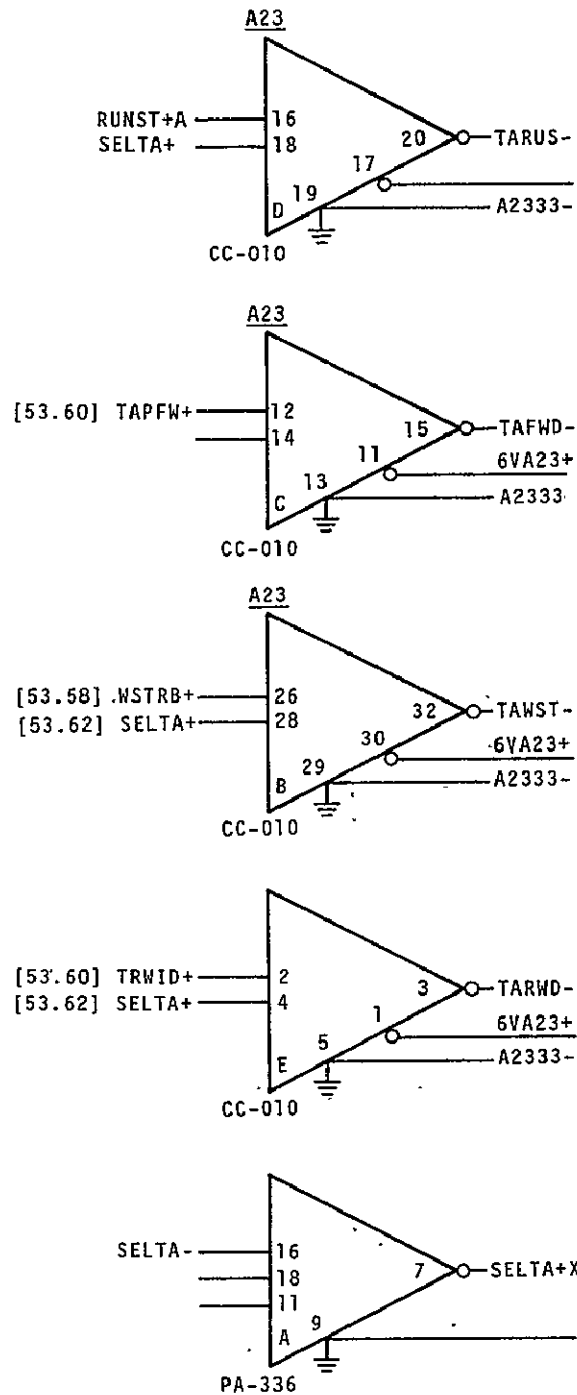 A23
RUNST+A 16
SELTA+ 18
20 TARUS-
17
19 A2333-
D
CC-010
A23
[53.60] TAPFW+ 12
14
15 TAFWD-
11 6VA23+
13 A2333
C
CC-010
A23
[53.58] .WSTRB+ 26
[53.62] SELTA+ 28
32 TAWST-
30 6VA23+
29 A2333-
B
CC-010
[53.60] TRWID+ 2
[53.62] SELTA+ 4
3 TARWD-
1 6VA23+
5 A2333-
E
CC-010
SELTA- 16
18
11
7 SELTA+X
9
A
PA-336